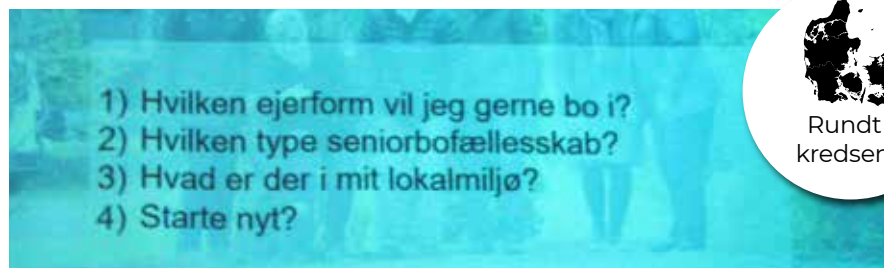 1) Hvilken ejerform vil jeg gerne bo i?
2) Hvilken type seniorbofællesskab?
3) Hvad er der i mit lokalmiljø?
4) Starte nyt?
Rundt
kredsen